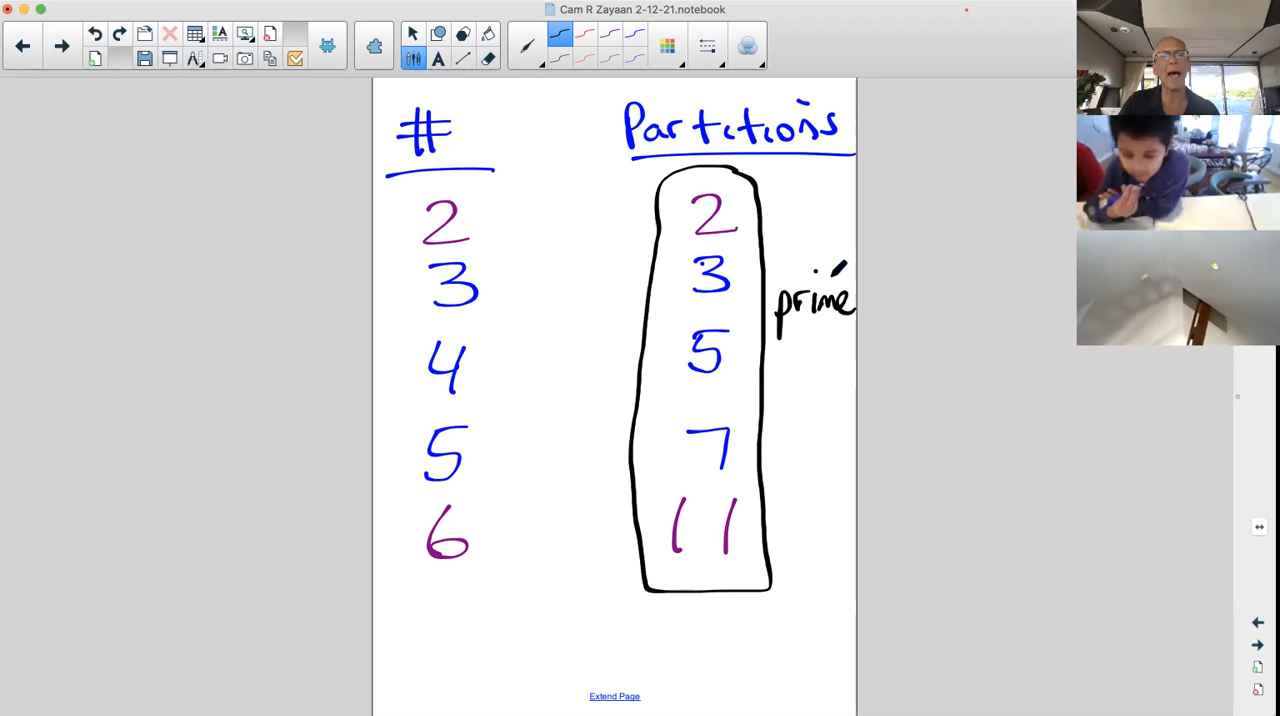 Cam R Zayaan 2-12-21.notebook
# Partitions
2 2
3 3
prime
4 5
5 7
6 11
Extend Page